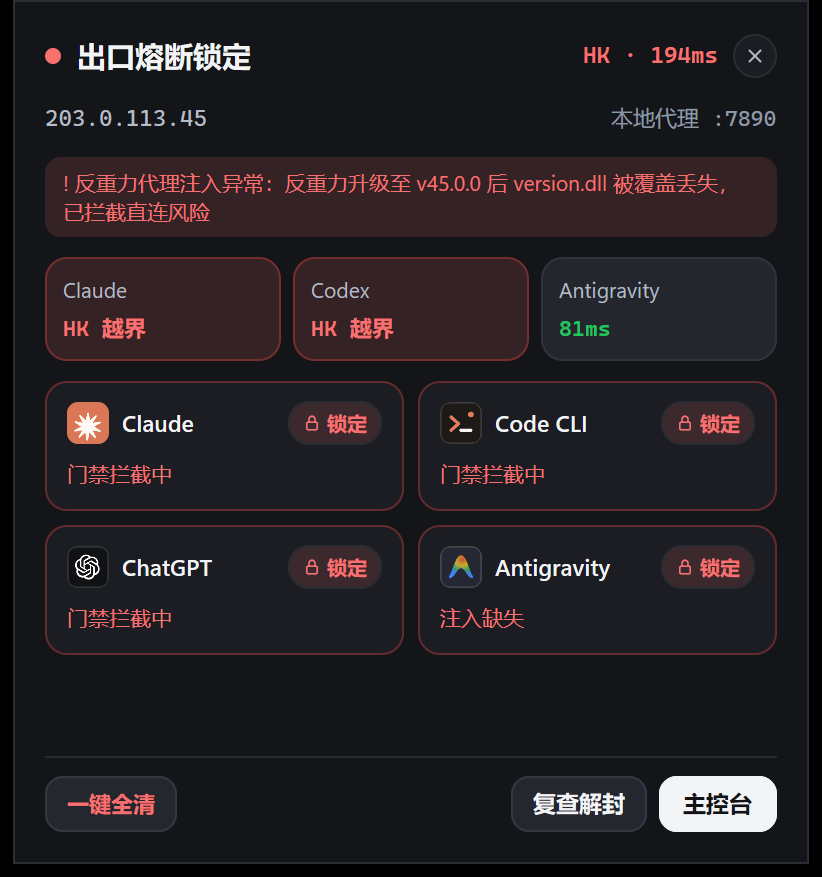 出口熔断锁定
HK · 194ms
203.0.113.45
本地代理 :7890
! 反重力代理注入异常：反重力升级至 v45.0.0 后 version.dll 被覆盖丢失，
已拦截直连风险
Claude
HK 越界
Codex
HK 越界
Antigravity
81ms
Claude
锁定
门禁拦截中
Code CLI
锁定
门禁拦截中
ChatGPT
锁定
门禁拦截中
Antigravity
锁定
注入缺失
一键全清
复查解封
主控台